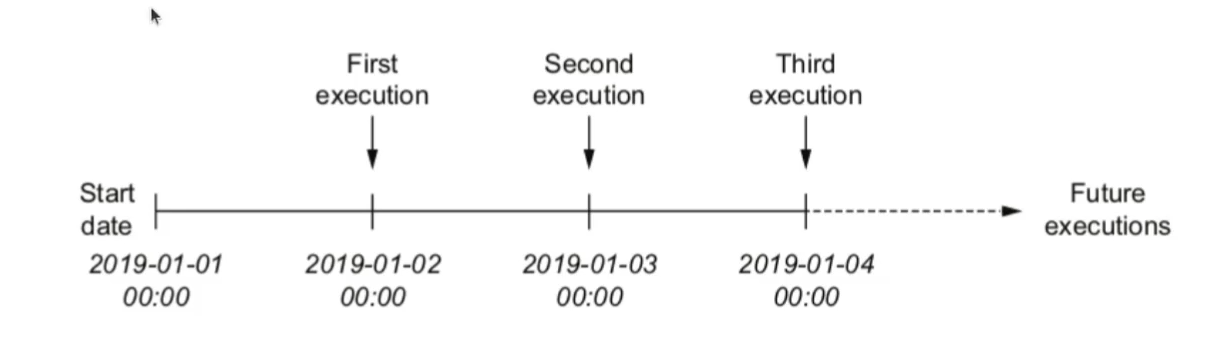 First
execution
Second
execution
Third
execution
Start
date
Future
executions
2019-01-01
00:00
2019-01-02
00:00
2019-01-03
00:00
2019-01-04
00:00